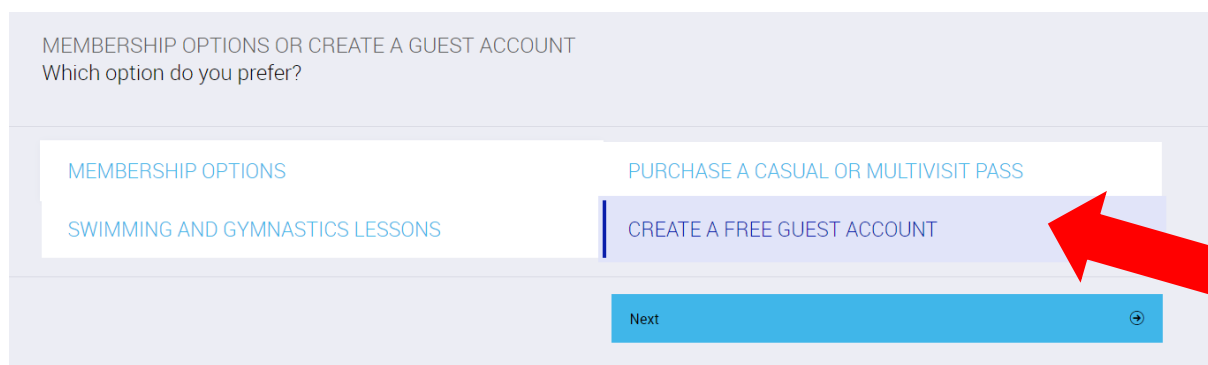 MEMBERSHIP OPTIONS OR CREATE A GUEST ACCOUNT
Which option do you prefer?
MEMBERSHIP OPTIONS
PURCHASE A CASUAL OR MULTIVISIT PASS
SWIMMING AND GYMNASTICS LESSONS
CREATE A FREE GUEST ACCOUNT
Next